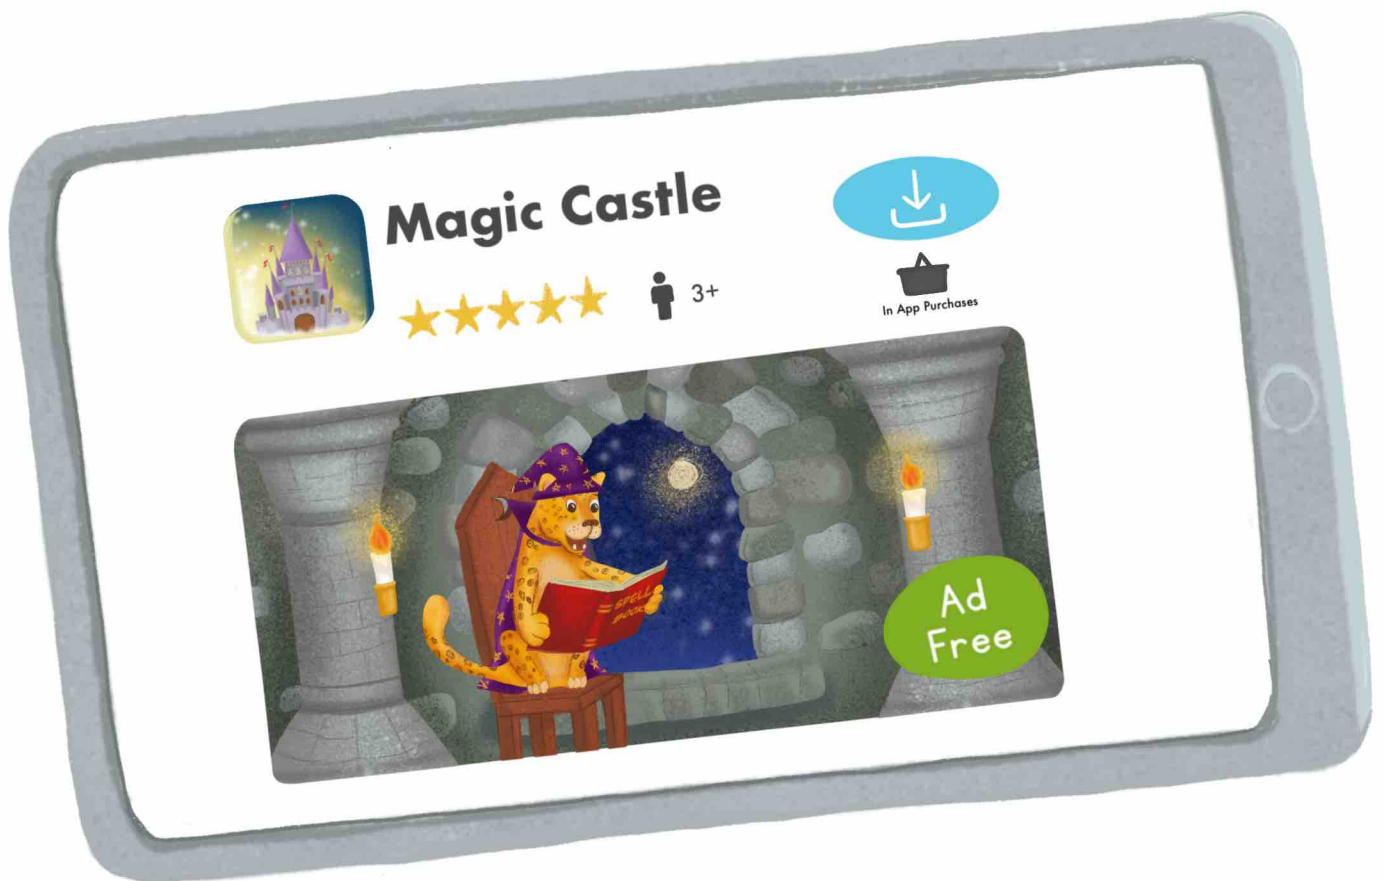 Magic Castle
3+
In App Purchases
SPELL
BOOK
Ad
Free